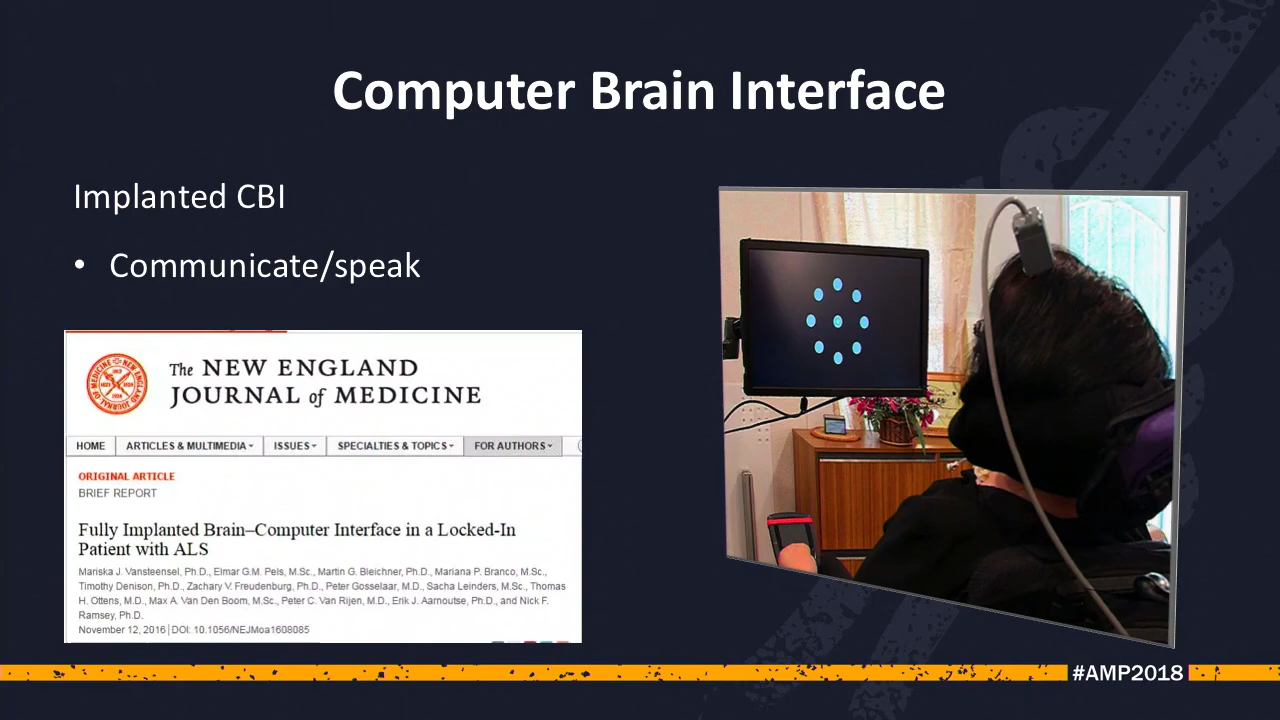 Computer Brain Interface
Implanted CBI
• Communicate/speak
The NEW ENGLAND
JOURNAL of MEDICINE
HOME ARTICLES & MULTIMEDIA ISSUES SPECIALTIES & TOPICS FOR AUTHORS
ORIGINAL ARTICLE
BRIEF REPORT
Fully Implanted Brain–Computer Interface in a Locked-In
Patient with ALS
Mariska J. Vansteensel, Ph.D., Elmar G.M. Pels, M.Sc., Martin G. Bleichner, Ph.D., Mariana P. Branco, M.Sc.,
Timothy Denison, Ph.D., Zachary V. Freudenburg, Ph.D., Peter Gosselaar, M.D., Sacha Leinders, M.Sc., Thomas
H. Ottens, M.D., Max A. Van Den Boom, M.Sc., Peter C. Van Rijen, M.D., Erik J. Aarnoutse, Ph.D., and Nick F.
Ramsey, Ph.D.
November 12, 2016 | DOI: 10.1056/NEJMoa1608085
#AMP2018